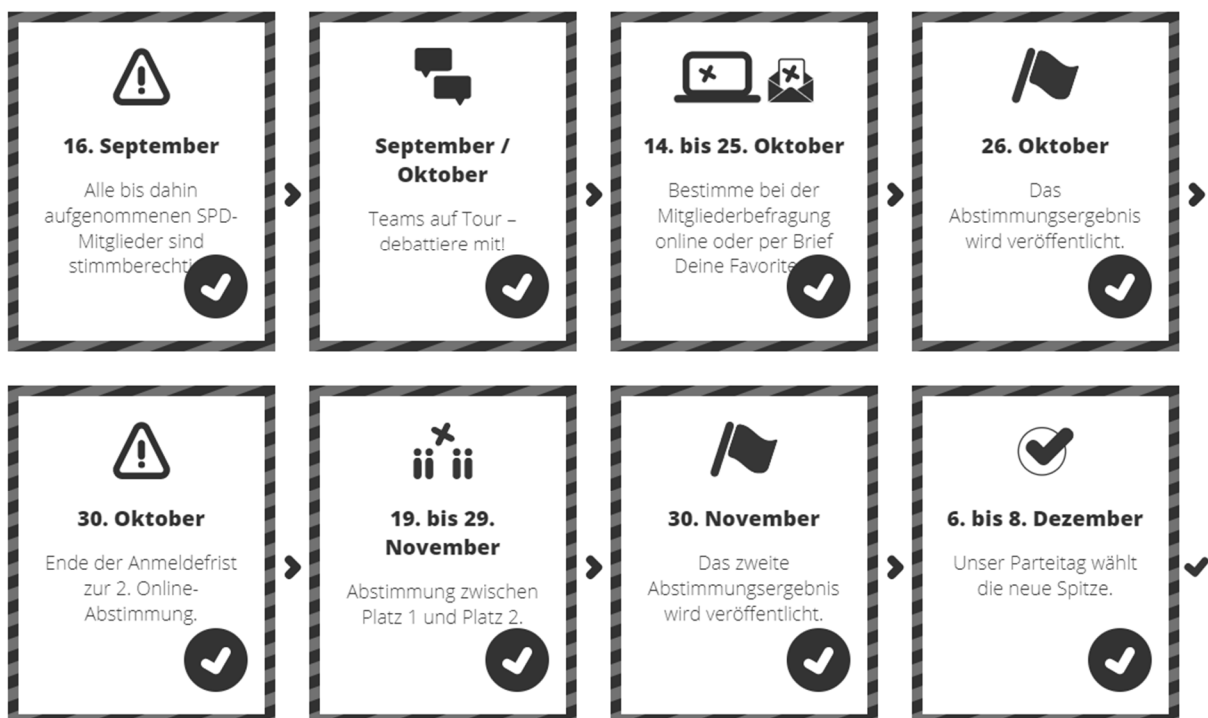 16. September
Alle bis dahin
aufgenommenen SPD-
Mitglieder sind
September /
Oktober
Teams auf Tour –
debattiere mit!
14. bis 25. Oktober
Bestimme bei der
Mitgliederbefragung
online oder per Brief
Deine
26. Oktober
Das
Abstimmungsergebnis
wird veröffentlicht.
30. Oktober
Ende der Anmeldefrist
zur 2. Online-
Abstimmung.
19. bis 29.
November
Abstimmung zwischen
Platz 1 und Platz 2.
30. November
Das zweite
Abstimmungsergebnis
wird veröffentlicht.
6. bis 8. Dezember
Unser Parteitag wählt
die neue Spitze.